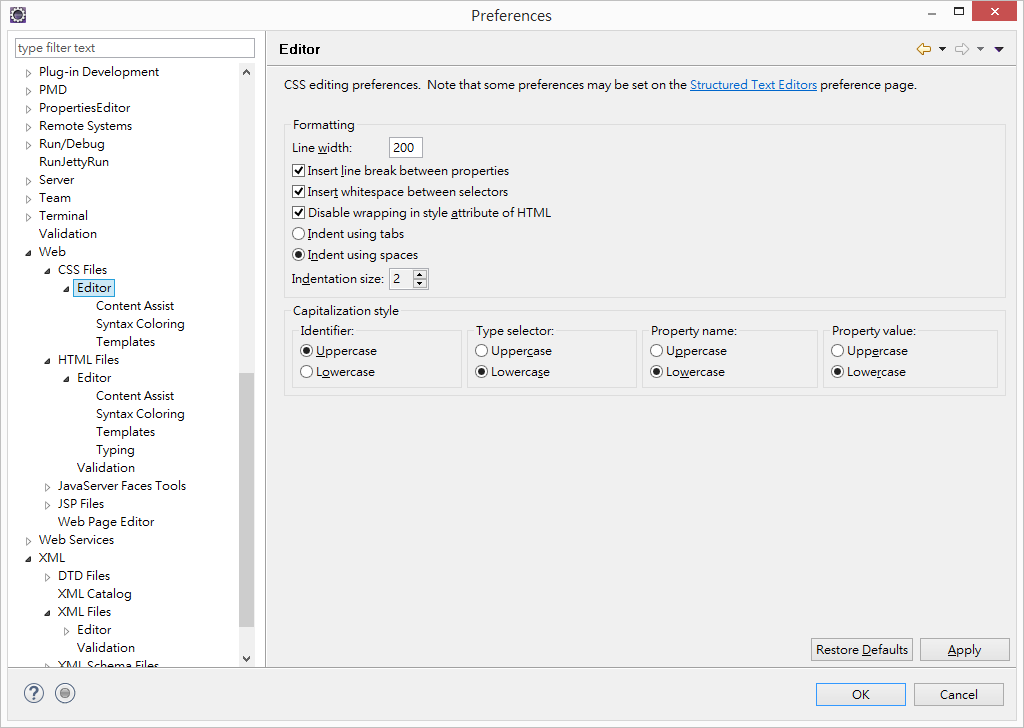 Preferences
type filter text
Plug-in Development
PMD
PropertiesEditor
Remote Systems
Run/Debug
RunJettyRun
Server
Team
Terminal
Validation
Web
CSS Files
Editor
Content Assist
Syntax Coloring
Templates
HTML Files
Editor
Content Assist
Syntax Coloring
Templates
Typing
Validation
JavaServer Faces Tools
JSP Files
Web Page Editor
Web Services
XML
DTD Files
XML Catalog
XML Files
Editor
Validation
XML Schema Files
Editor
CSS editing preferences.  Note that some preferences may be set on the Structured Text Editors preference page.
Formatting
Line width: 200
Insert line break between properties
Insert whitespace between selectors
Disable wrapping in style attribute of HTML
Indent using tabs
Indent using spaces
Indentation size: 2
Capitalization style
Identifier: Type selector: Property name: Property value:
Uppercase Uppercase Uppercase Uppercase
Lowercase Lowercase Lowercase Lowercase
Restore Defaults Apply
? OK Cancel